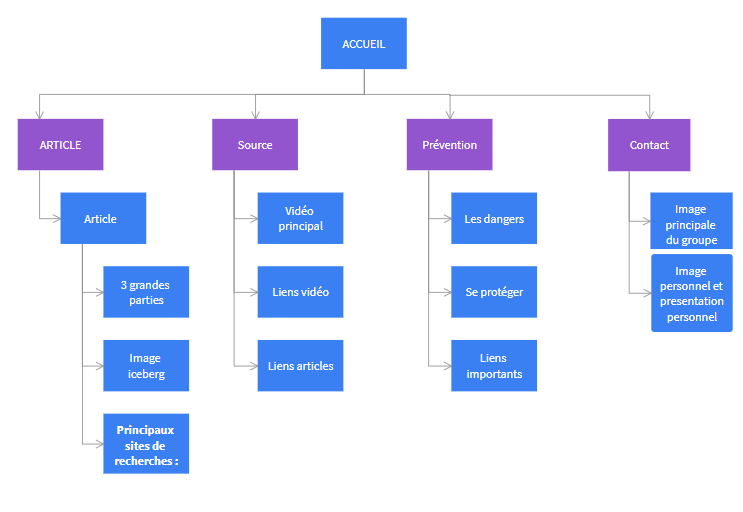 ACCUEIL
ARTICLE
Source
Prévention
Contact
Article
3 grandes
parties
Image
iceberg
Principaux
sites de
recherches :
Vidéo
principal
Liens vidéo
Liens articles
Les dangers
Se protéger
Liens
importants
Image
principale
du groupe
Image
personnel et
presentation
personnel